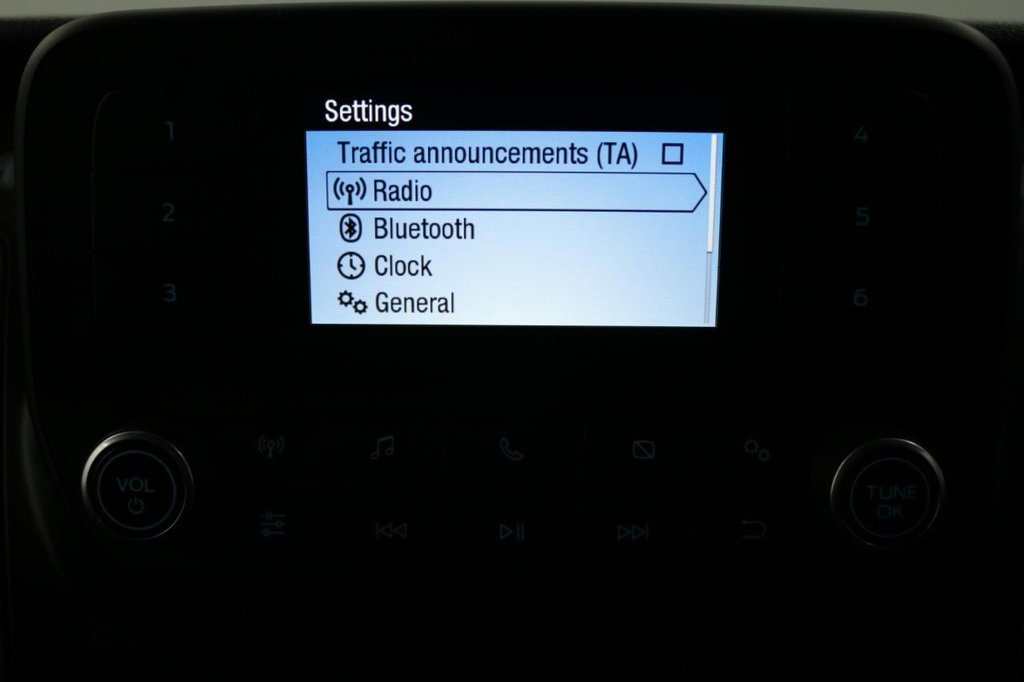 Settings
Traffic announcements (TA)
Radio
Bluetooth
Clock
General
1
2
3
4
5
6
VOL
TUNE
OK